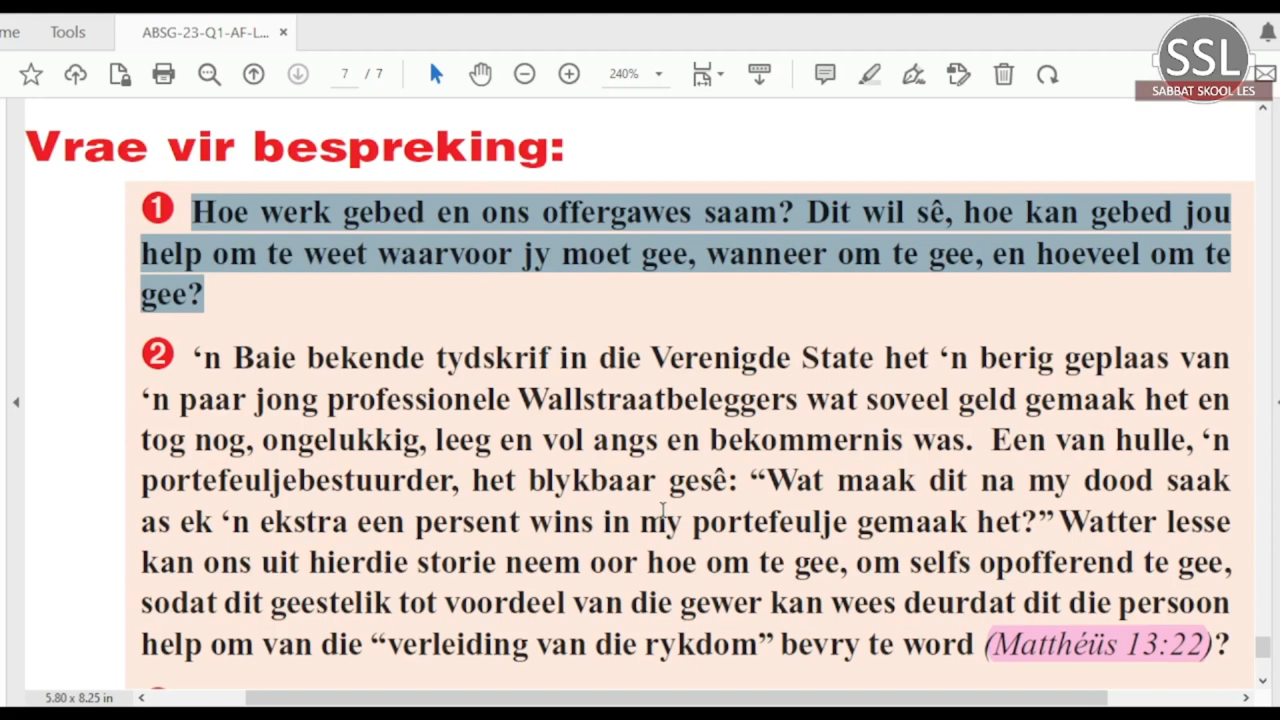 me Tools ABSG-23-Q1-AF-L... ×
SSL
SABBAT SKOOL LES
7 / 7 240%
Vrae vir bespreking:
1 Hoe werk gebed en ons offergawes saam? Dit wil sê, hoe kan gebed jou
help om te weet waarvoor jy moet gee, wanneer om te gee, en hoeveel om te
gee?
2 ‘n Baie bekende tydskrif in die Verenigde State het ‘n berig geplaas van
‘n paar jong professionele Wallstraatbeleggers wat soveel geld gemaak het en
tog nog, ongelukkig, leeg en vol angs en bekommernis was. Een van hulle, ‘n
portefeuljebestuurder, het blykbaar gesê: “Wat maak dit na my dood saak
as ek ‘n ekstra een persent wins in my portefeulje gemaak het?” Watter lesse
kan ons uit hierdie storie neem oor hoe om te gee, om selfs opofferend te gee,
sodat dit geestelik tot voordeel van die gewer kan wees deurdat dit die persoon
help om van die “verleiding van die rykdom” bevry te word (Matthéüs 13:22)?
5.80 x 8.25 in